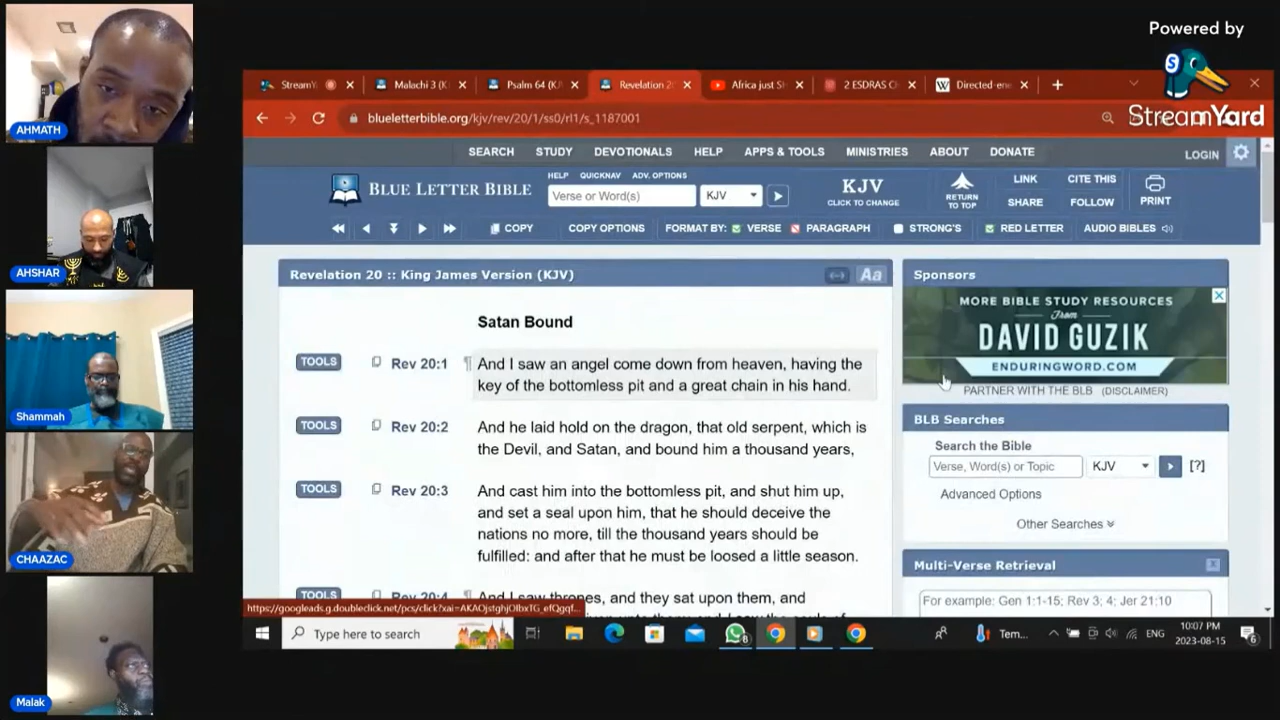 Powered by
StreamYard
AHMATH
AHSHAR
Shammah
CHAAZAC
Malak
StreamY
Malachi 3 (K
Psalm 64 (KJ
Revelation 2
Africa just S
2 ESDRAS C
Directed-ene
blueletterbible.org/kjv/rev/20/1/ss0/rl1/s_1187001
SEARCH STUDY DEVOTIONALS HELP APPS & TOOLS MINISTRIES ABOUT DONATE
LOGIN
BLUE LETTER BIBLE
HELP QUICKNAV ADV. OPTIONS
Verse or Word(s)
KJV
KJV
CLICK TO CHANGE
RETURN
TO TOP
LINK
SHARE
CITE THIS
FOLLOW
PRINT
COPY COPY OPTIONS FORMAT BY: VERSE PARAGRAPH STRONG'S RED LETTER AUDIO BIBLES
Revelation 20 :: King James Version (KJV)
Aa
Satan Bound
TOOLS Rev 20:1 ¶ And I saw an angel come down from heaven, having the
key of the bottomless pit and a great chain in his hand.
TOOLS Rev 20:2 And he laid hold on the dragon, that old serpent, which is
the Devil, and Satan, and bound him a thousand years,
TOOLS Rev 20:3 And cast him into the bottomless pit, and shut him up,
and set a seal upon him, that he should deceive the
nations no more, till the thousand years should be
fulfilled: and after that he must be loosed a little season.
TOOLS Rev 20:4 ¶ And I saw thrones, and they sat upon them, and
Sponsors
MORE BIBLE STUDY RESOURCES
From
DAVID GUZIK
ENDURINGWORD.COM
PARTNER WITH THE BLB (DISCLAIMER)
BLB Searches
Search the Bible
Verse, Word(s) or Topic
KJV
[?]
Advanced Options
Other Searches
Multi-Verse Retrieval
For example: Gen 1:1-15; Rev 3; 4; Jer 21:10
Type here to search
8
Tem...
ENG
10:07 PM
2023-08-15
6